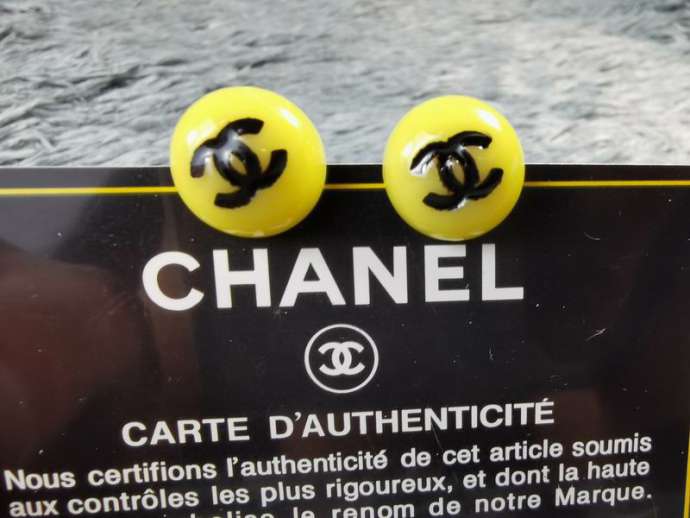 CHANEL
CARTE D'AUTHENTICITÉ
Nous certifions l'authenticité de cet article soumis
aux contrôles les plus rigoureux, et dont la haute
le renom de notre Marque.